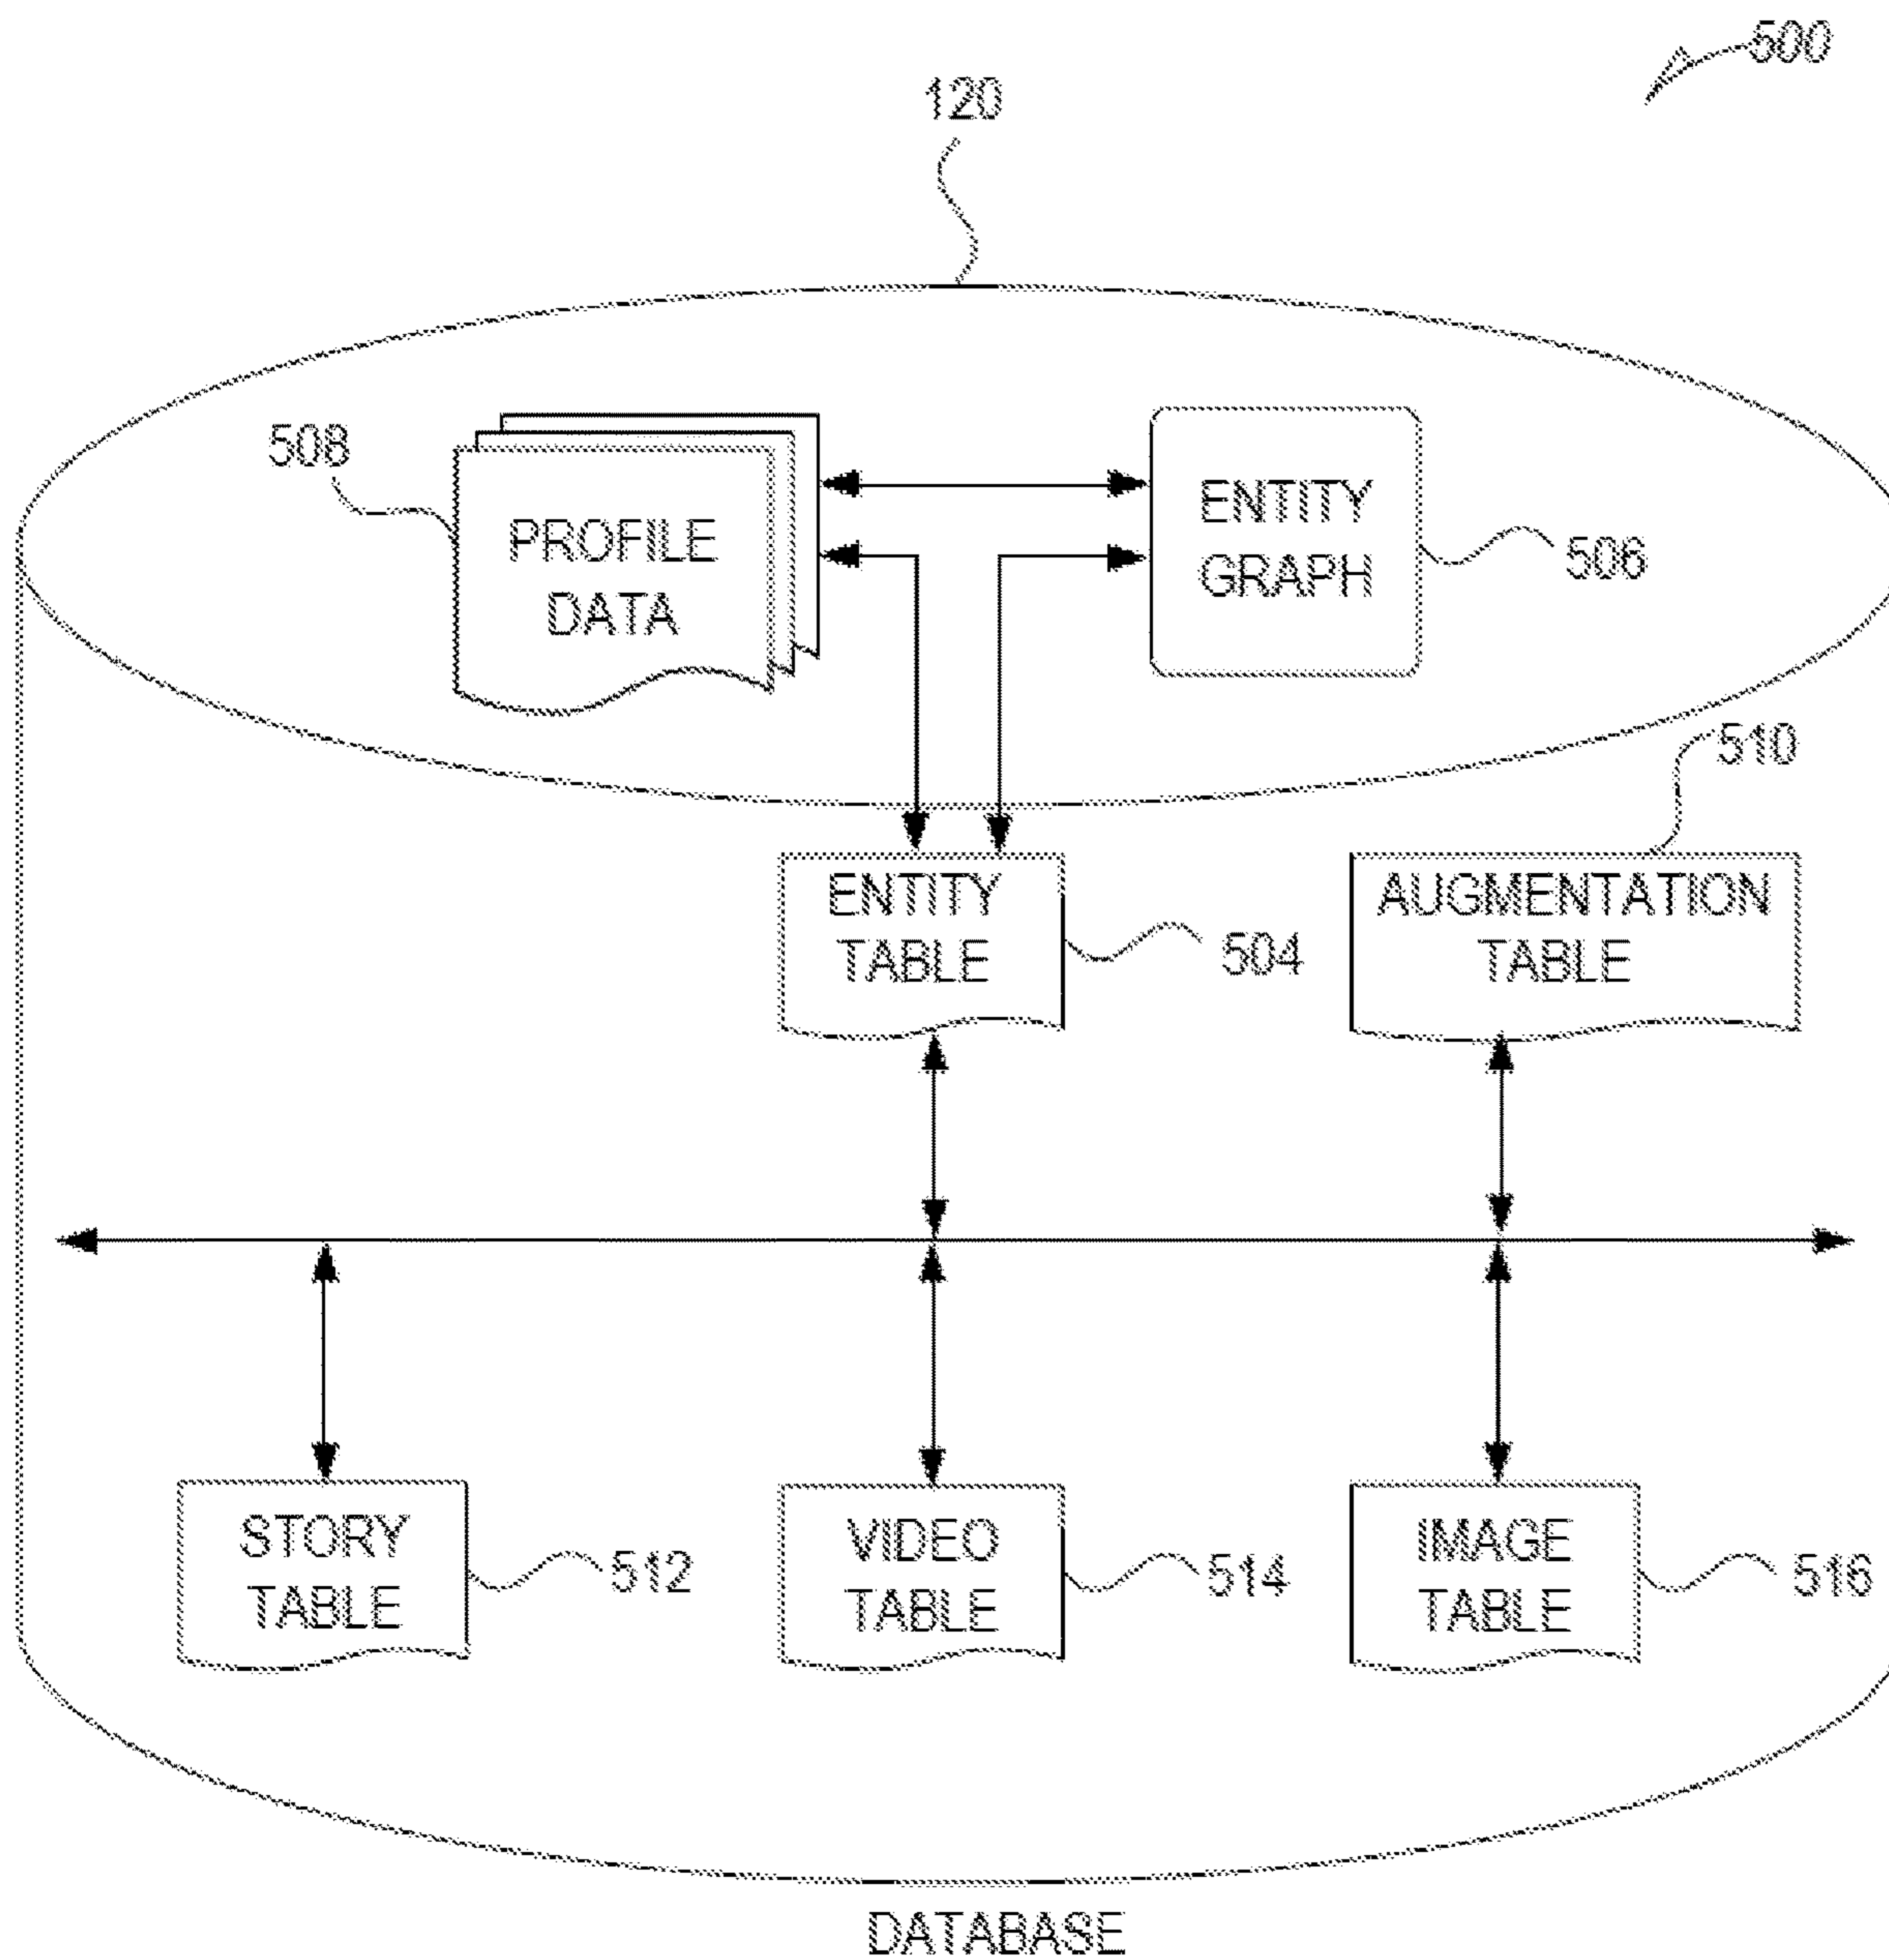 500
120
508
PROFILE
DATA
ENTITY
GRAPH
506
510
ENTITY
TABLE
504
AUGMENTATION
TABLE
STORY
TABLE
512
VIDEO
TABLE
514
IMAGE
TABLE
516
DATABASE